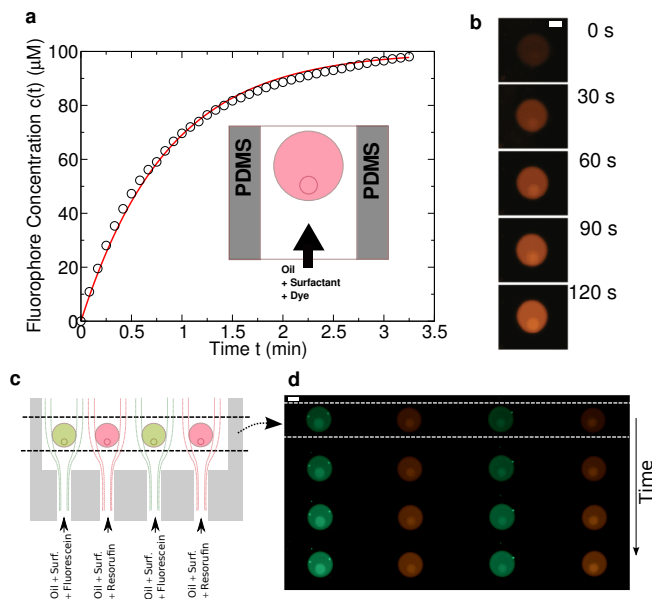 a
Fluorophore Concentration c(t) (μM)
100
80
60
40
20
0
0
0.5
1
1.5
2
2.5
3
3.5
Time t (min)
PDMS
PDMS
Oil
+ Surfactant
+ Dye
b
0 s
30 s
60 s
90 s
120 s
c
Oil + Surf.
+ Fluorescein
Oil + Surf.
+ Resorufin
Oil + Surf.
+ Fluorescein
Oil + Surf.
+ Resorufin
d
Time